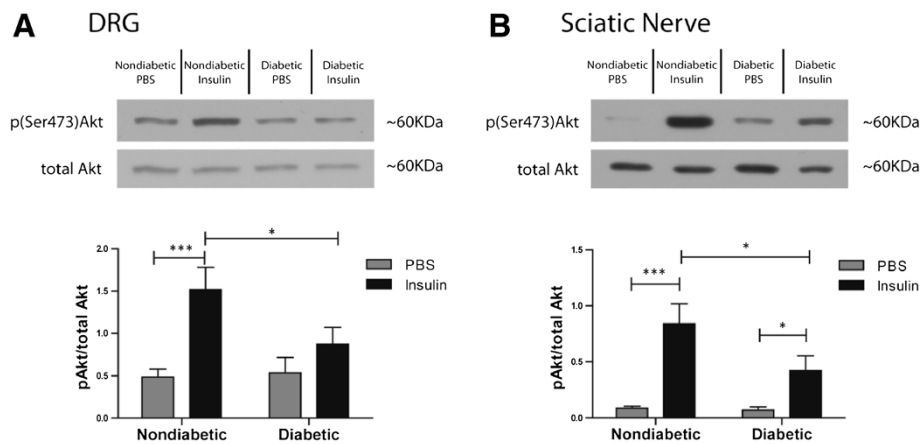 A DRG
Nondiabetic PBS
Nondiabetic Insulin
Diabetic PBS
Diabetic Insulin
p(Ser473)Akt
~60KDa
total Akt
~60KDa
pAkt/total Akt
2.0
1.5
1.0
0.5
0.0
***
*
PBS
Insulin
Nondiabetic
Diabetic
B Sciatic Nerve
Nondiabetic PBS
Nondiabetic Insulin
Diabetic PBS
Diabetic Insulin
p(Ser473)Akt
~60KDa
total Akt
~60KDa
pAkt/total Akt
1.5
1.0
0.5
0.0
***
*
*
PBS
Insulin
Nondiabetic
Diabetic